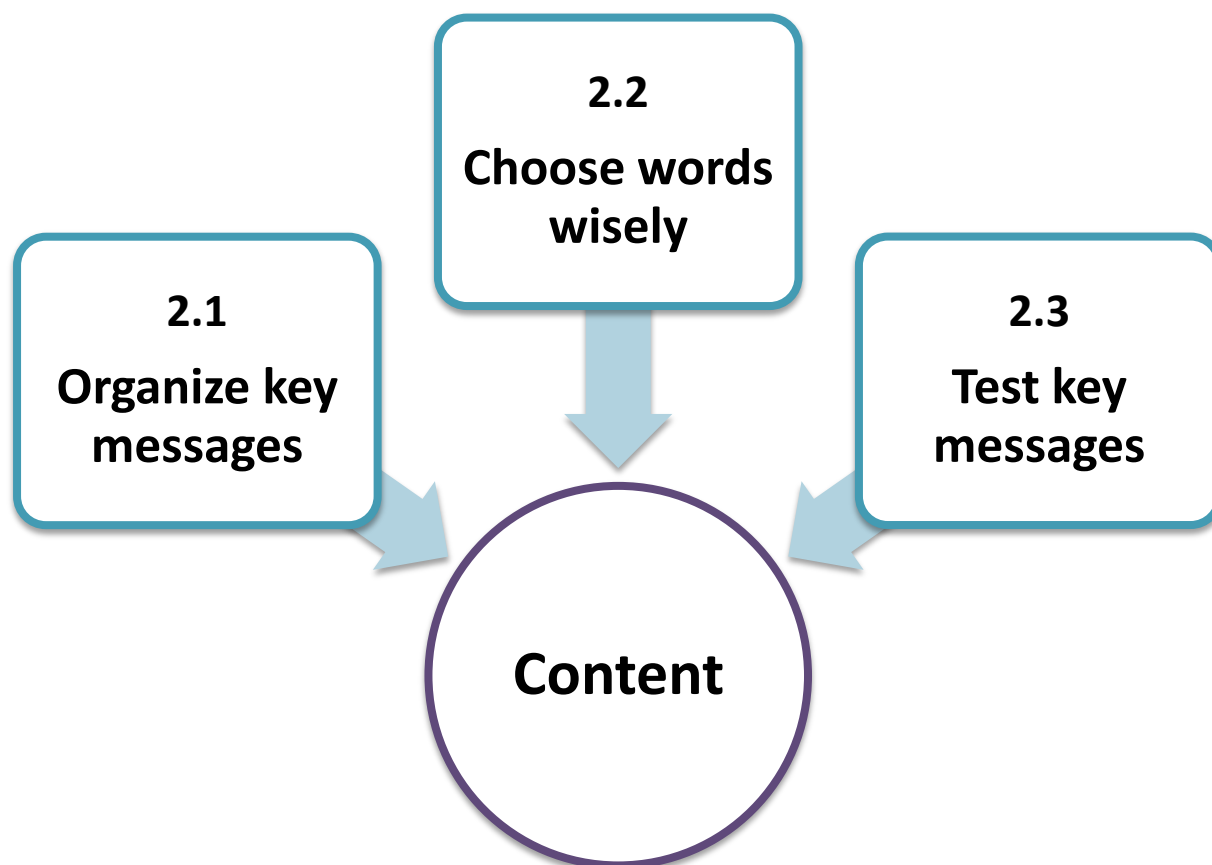 2.1
Organize key
messages
2.2
Choose words
wisely
2.3
Test key
messages
Content